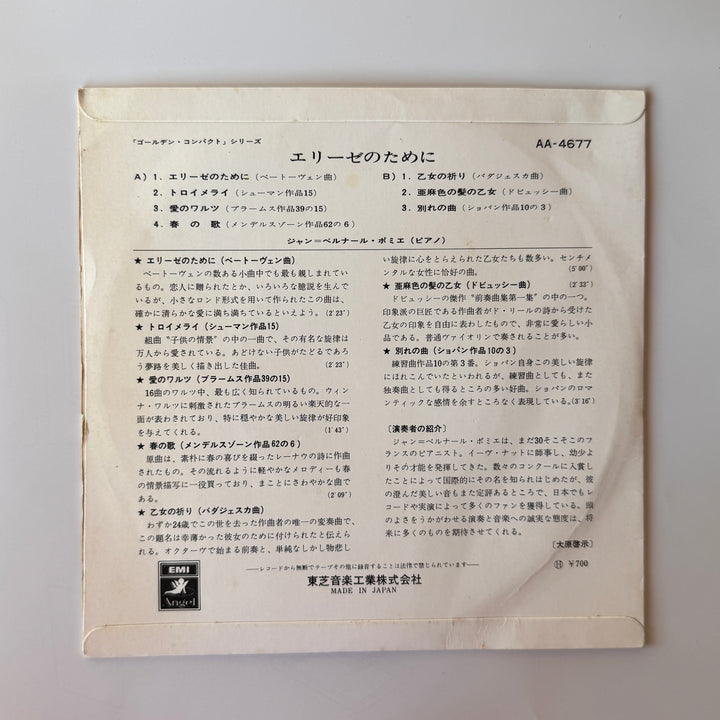 「ゴールデン・コンパクト」シリーズ
AA-4677
エリーゼのために
A) 1. エリーゼのために（ベートーヴェン曲）
2. トロイメライ（シューマン作品15）
3. 愛のワルツ（ブラームス作品39の15）
4. 春の歌（メンデルスゾーン作品62の6）
B) 1. 乙女の祈り（バダジェスカ曲）
2. 亜麻色の髪の乙女（ドビュッシー曲）
3. 別れの曲（ショパン作品10の3）
ジャン＝ベルナール・ポミエ（ピアノ）
★ エリーゼのために（ベートーヴェン曲）
ベートーヴェンの数ある小曲中でも最も親しまれてい
るもの。恋人に贈られたとか、いろいろな臆説を生んで
いるが、小さなロンド形式を用いて作られたこの曲は、
確かに清らかな愛に満ち満ちているといえよう。(2'23")
★ トロイメライ（シューマン作品15）
組曲“子供の情景”の中の一曲で、その有名な旋律は
万人から愛されている。あどけない子供がたどるであろ
う夢路を美しく描き出した佳曲。(2'23")
★ 愛のワルツ（ブラームス作品39の15）
16曲のワルツ中、最も広く知られているもの。ウィン
ナ・ワルツに刺激されたブラームスの明るい楽天的な一
面が表わされており、特に穏やかな美しい旋律が好印象
を与えてくれる。(1'43")
★ 春の歌（メンデルスゾーン作品62の6）
原曲は、素朴に春の喜びを綴ったレーナウの詩に作曲
されたもの。その流れるように軽やかなメロディーも春
の情景描写に一役買っており、まことにさわやかな曲で
ある。(2'09")
★ 乙女の祈り（バダジェスカ曲）
わずか24歳でこの世を去った作曲者の唯一の変奏曲で、
この題名は幸薄かった彼女のために付けられたと伝えら
れる。オクターヴで始まる前奏と、単純なしかし物悲し
い旋律に心をとらえられた乙女たちも数多い。センチメ
ンタルな女性に恰好の曲。(5'00")
★ 亜麻色の髪の乙女（ドビュッシー曲）(2'33")
ドビュッシーの傑作“前奏曲集第一集”の中の一つ。
印象派の巨匠である作曲者がド・リールの詩から受けた
乙女の印象を自由に表わしたもので、非常に愛らしい小
品である。普通ヴァイオリンで奏されることが多い。
★ 別れの曲（ショパン作品10の3）
練習曲作品10の第3番。ショパン自身この美しい旋律
にほれこんでいたといわれるが、練習曲としても、また
独奏曲としても得るところの多い好曲。ショパンのロマ
ンティックな感情を余すところなく表現している。(3'16")
〔演奏者の紹介〕
ジャン＝ベルナール・ポミエは、まだ30そこそこのフ
ランスのピアニスト。イーヴ・ナットに師事し、幼少よ
りその才能を発揮してきた。数々のコンクールに入賞し
たことによって国際的にその名を知られはじめたが、彼
の澄んだ美しい音もまた定評あるところで、日本でもレ
コードや実演によって多くのファンを獲得している。頭
のよさをうかがわせる演奏と音楽への誠実な態度は、将
来に多くのものを期待させてくれる。
〔大原啓示〕
EMI
Angel
―レコードから無断でテープその他に録音することは法律で禁じられています―
東芝音楽工業株式会社
MADE IN JAPAN
Ⓗ ¥700